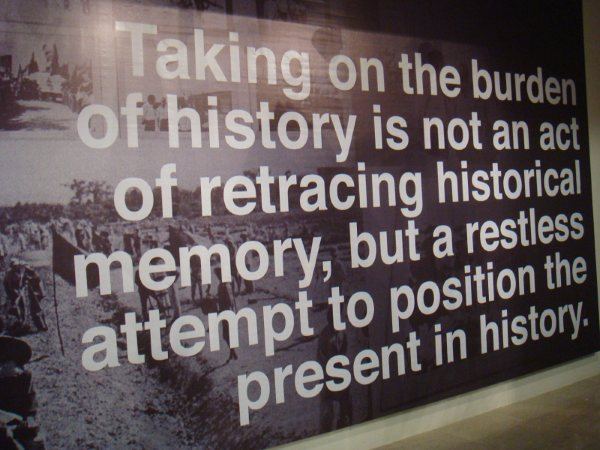 Taking on the burden
of history is not an act
of retracing historical
memory, but a restless
attempt to position the
present in history.